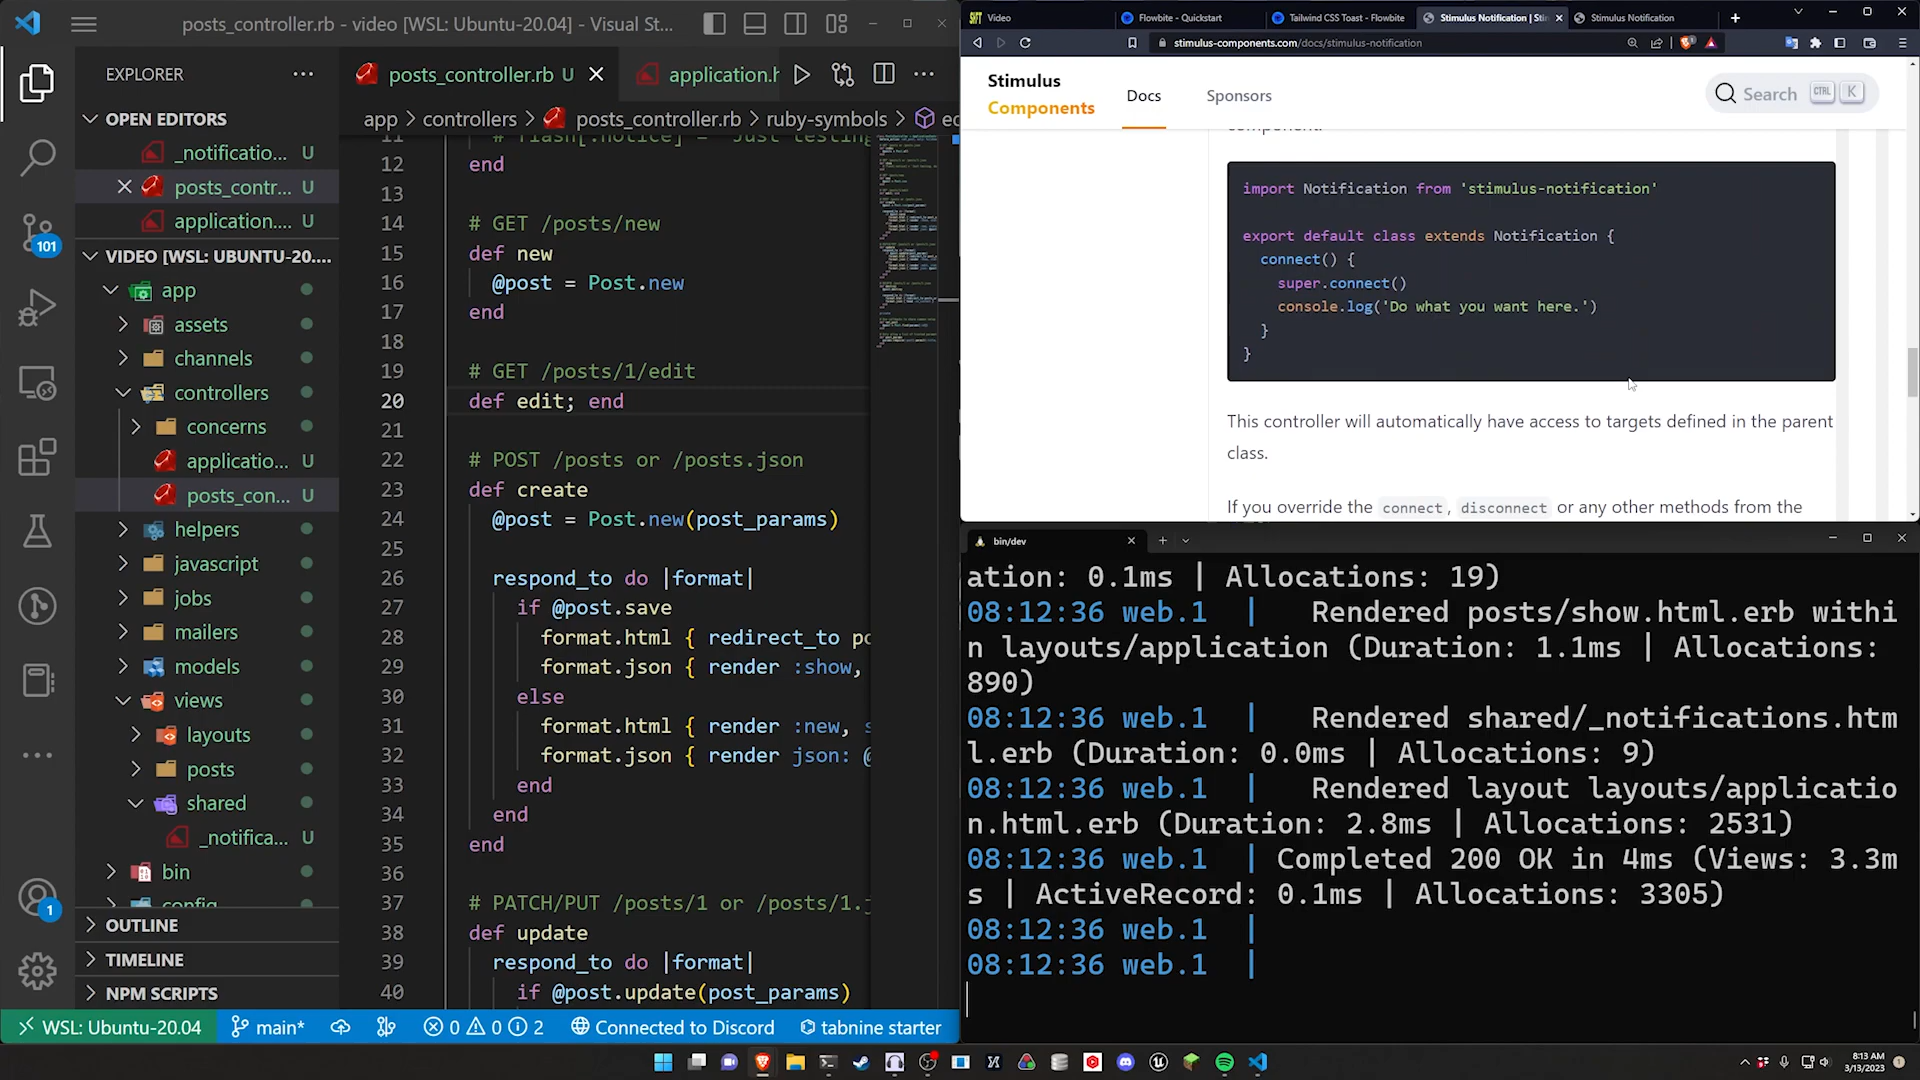 posts_controller.rb - video [WSL: Ubuntu-20.04] - Visual St...
EXPLORER
OPEN EDITORS
_notificatio... U
posts_contr... U
application.... U
VIDEO [WSL: UBUNTU-20....
app
assets
channels
controllers
concerns
applicatio... U
posts_con... U
helpers
javascript
jobs
mailers
models
views
layouts
posts
shared
_notifica... U
bin
config
OUTLINE
TIMELINE
NPM SCRIPTS
101
1
posts_controller.rb U
application.h
app > controllers > posts_controller.rb > ruby-symbols >
12 end
13
14 # GET /posts/new
15 def new
16 @post = Post.new
17 end
18
19 # GET /posts/1/edit
20 def edit; end
21
22 # POST /posts or /posts.json
23 def create
24 @post = Post.new(post_params)
25
26 respond_to do |format|
27 if @post.save
28 format.html { redirect_to po
29 format.json { render :show,
30 else
31 format.html { render :new, s
32 format.json { render json: @
33 end
34 end
35 end
36
37 # PATCH/PUT /posts/1 or /posts/1.j
38 def update
39 respond_to do |format|
40 if @post.update(post_params)
WSL: Ubuntu-20.04 main* 0 0 2 Connected to Discord tabnine starter
Video
Flowbite - Quickstart
Tailwind CSS Toast - Flowbite
Stimulus Notification | Sti
Stimulus Notification
stimulus-components.com/docs/stimulus-notification
Stimulus
Components
Docs
Sponsors
Search CTRL K
component.
import Notification from 'stimulus-notification'
export default class extends Notification {
connect() {
super.connect()
console.log('Do what you want here.')
}
}
This controller will automatically have access to targets defined in the parent
class.
If you override the connect, disconnect or any other methods from the
bin/dev
ation: 0.1ms | Allocations: 19)
08:12:36 web.1 | Rendered posts/show.html.erb withi
n layouts/application (Duration: 1.1ms | Allocations:
890)
08:12:36 web.1 | Rendered shared/_notifications.htm
l.erb (Duration: 0.0ms | Allocations: 9)
08:12:36 web.1 | Rendered layout layouts/applicatio
n.html.erb (Duration: 2.8ms | Allocations: 2531)
08:12:36 web.1 | Completed 200 OK in 4ms (Views: 3.3m
s | ActiveRecord: 0.1ms | Allocations: 3305)
08:12:36 web.1 |
08:12:36 web.1 |
8:13 AM
3/13/2023